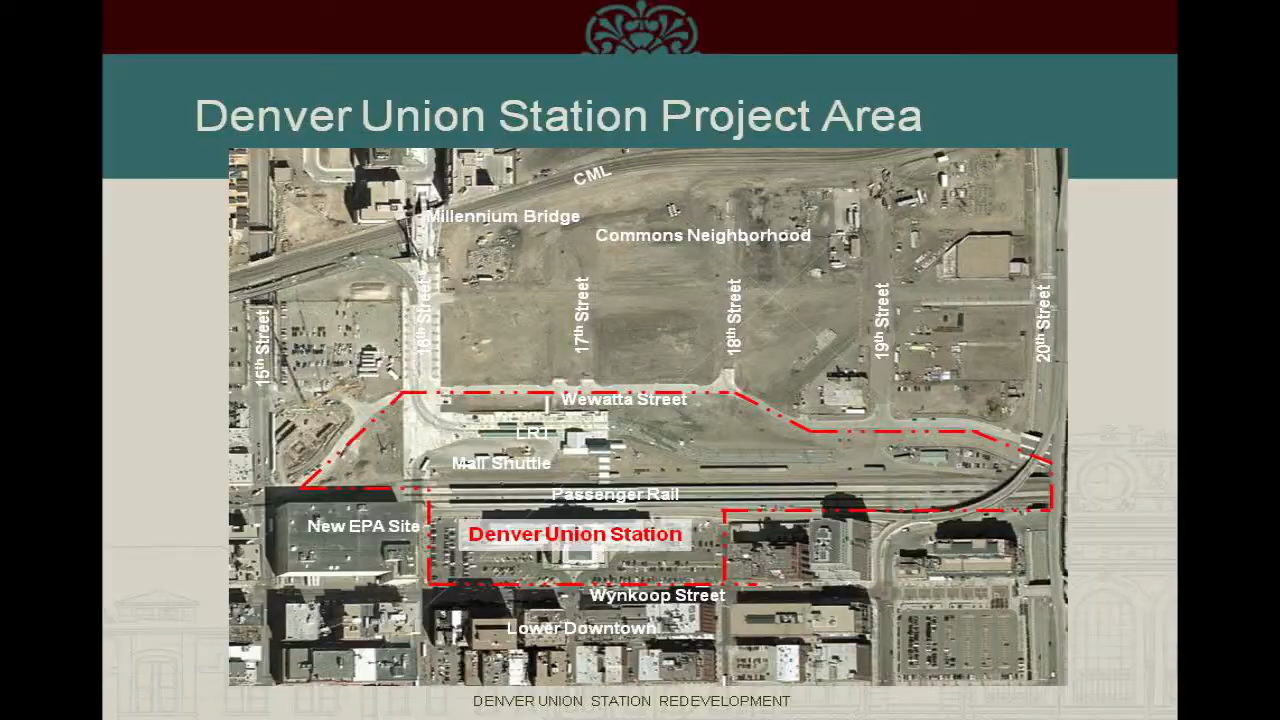 Denver Union Station Project Area
CML
Millennium Bridge
Commons Neighborhood
15th Street
16th Street
17th Street
18th Street
19th Street
20th Street
Wewatta Street
LRT
Mall Shuttle
Passenger Rail
New EPA Site
Denver Union Station
Wynkoop Street
Lower Downtown
DENVER UNION STATION REDEVELOPMENT